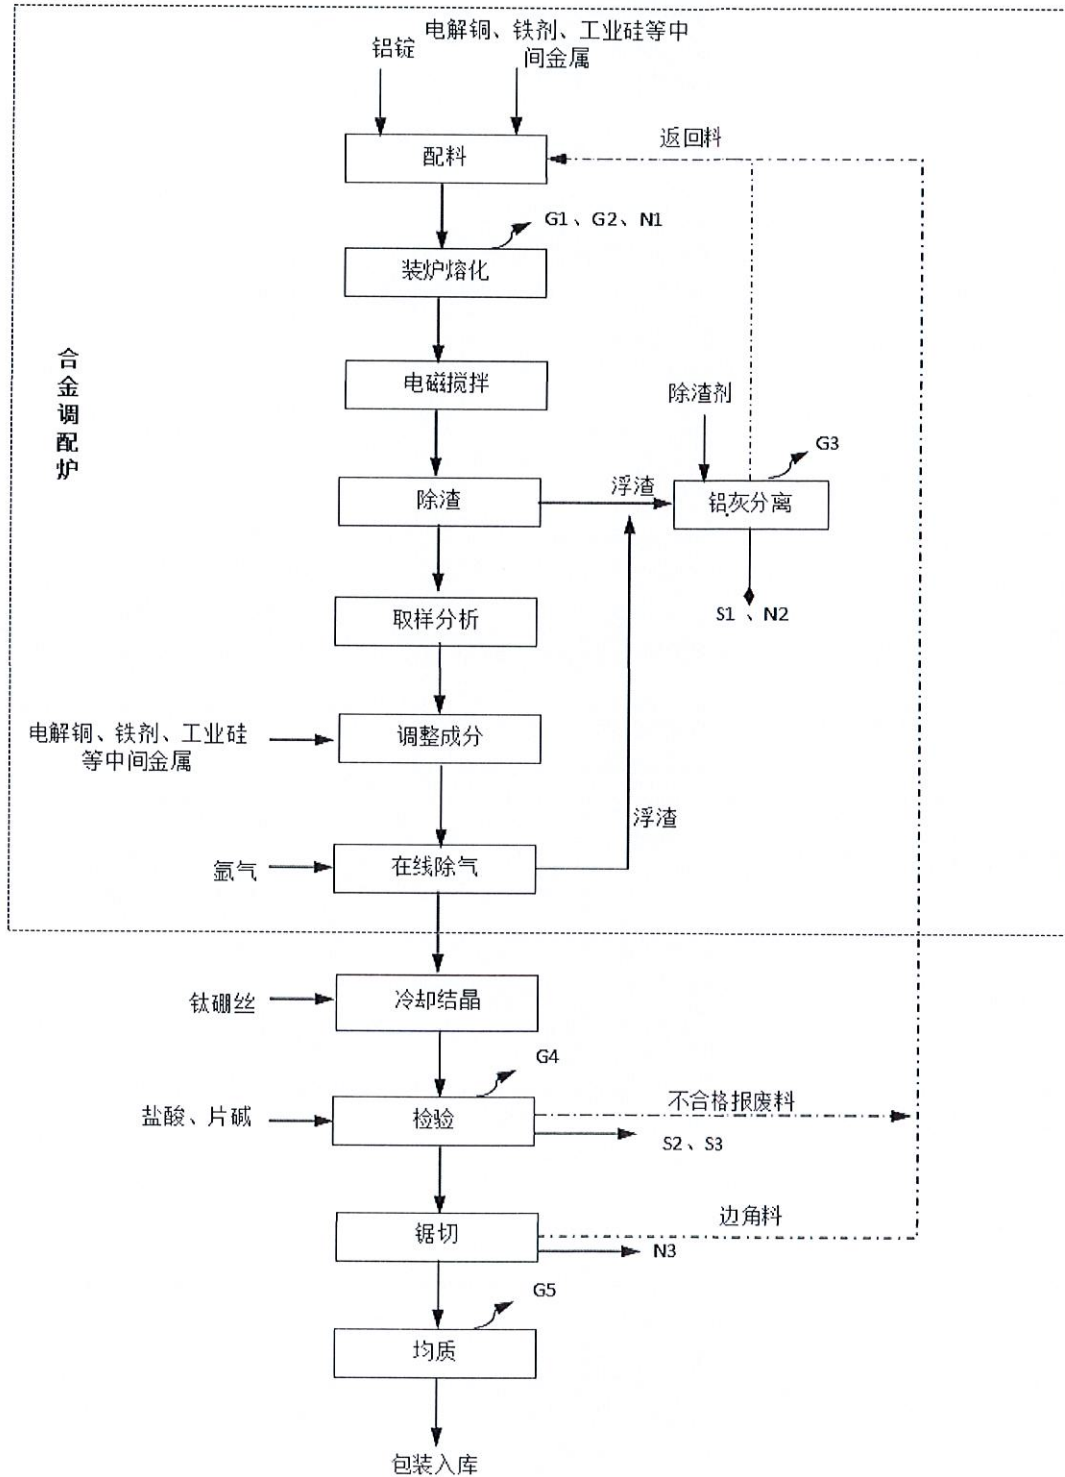 电解铜、铁剂、工业硅等中
间金属
铝锭
返回料
配料
G1、G2、N1
装炉熔化
合金调配炉
电磁搅拌
除渣剂
G3
浮渣
除渣
铝灰分离
S1、N2
取样分析
电解铜、铁剂、工业硅
等中间金属
调整成分
浮渣
氩气
在线除气
钛硼丝
冷却结晶
G4
盐酸、片碱
检验
不合格报废料
S2、S3
锯切
边角料
N3
G5
均质
包装入库